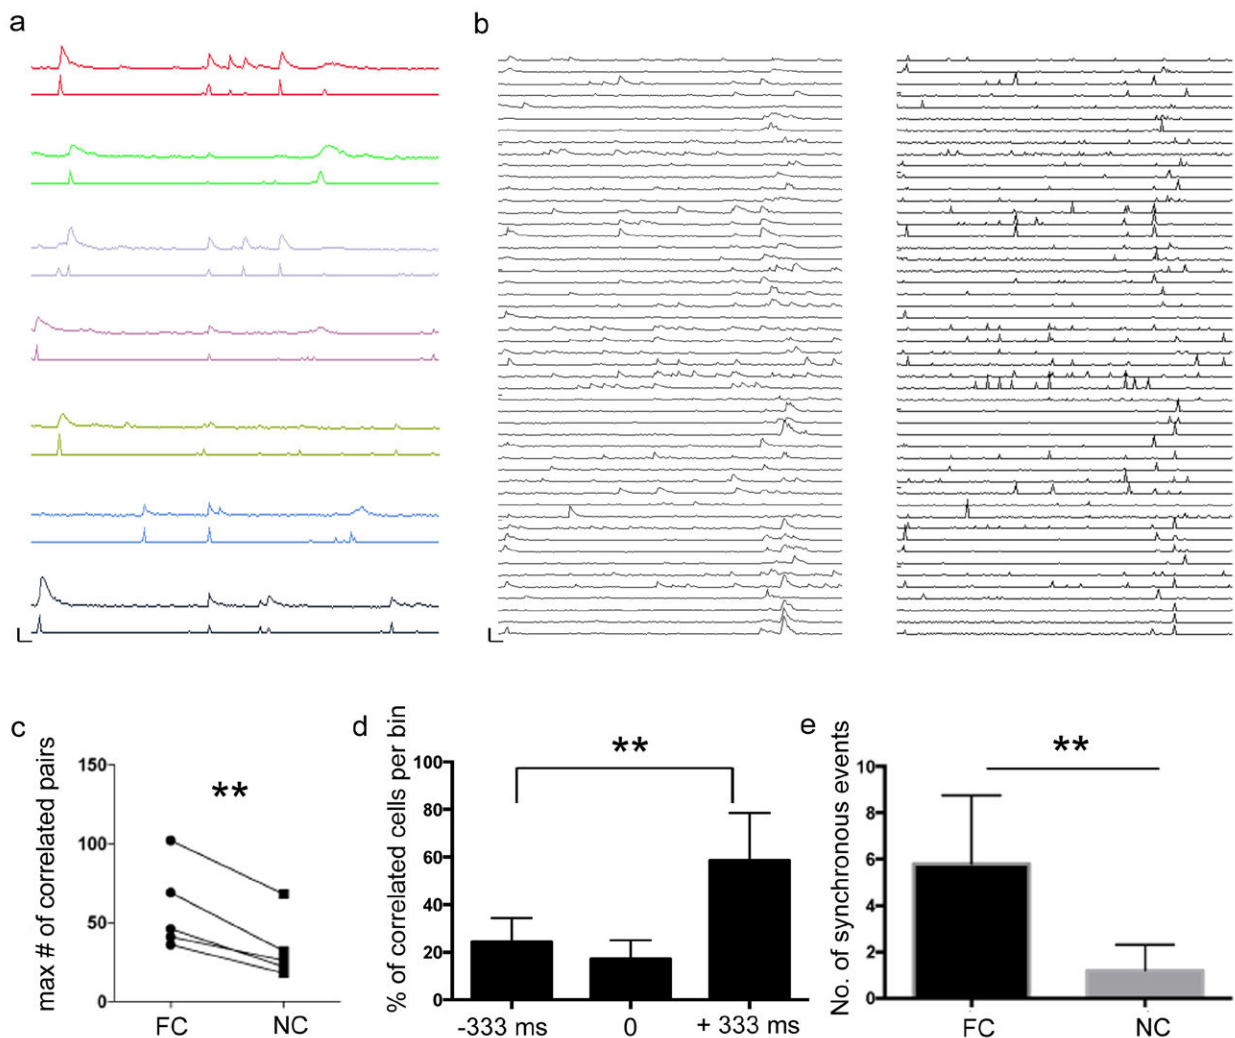 a
b
c
max # of correlated pairs
150
100
50
0
**
FC
NC
d
% of correlated cells per bin
100
80
60
40
20
0
**
-333 ms
0
+ 333 ms
e
No. of synchronous events
10
8
6
4
2
0
**
FC
NC